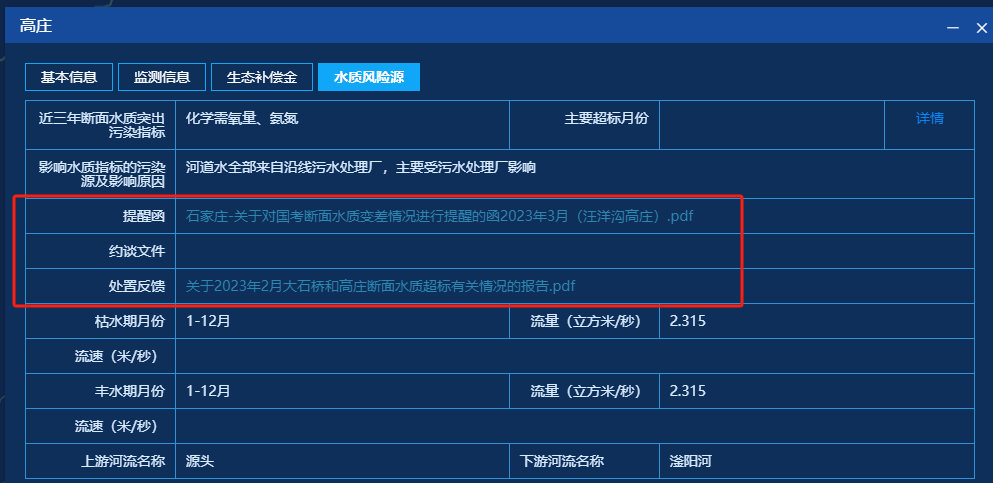 高庄
基本信息 监测信息 生态补偿金 水质风险源
近三年断面水质突出
污染指标
化学需氧量、氨氮
主要超标月份
详情
影响水质指标的污染
源及影响原因
河道水全部来自沿线污水处理厂，主要受污水处理厂影响
提醒函 石家庄-关于对国考断面水质变差情况进行提醒的函2023年3月（汪洋沟高庄）.pdf
约谈文件
处置反馈 关于2023年2月大石桥和高庄断面水质超标有关情况的报告.pdf
枯水期月份 1-12月 流量（立方米/秒） 2.315
流速（米/秒）
丰水期月份 1-12月 流量（立方米/秒） 2.315
流速（米/秒）
上游河流名称 源头 下游河流名称 滏阳河